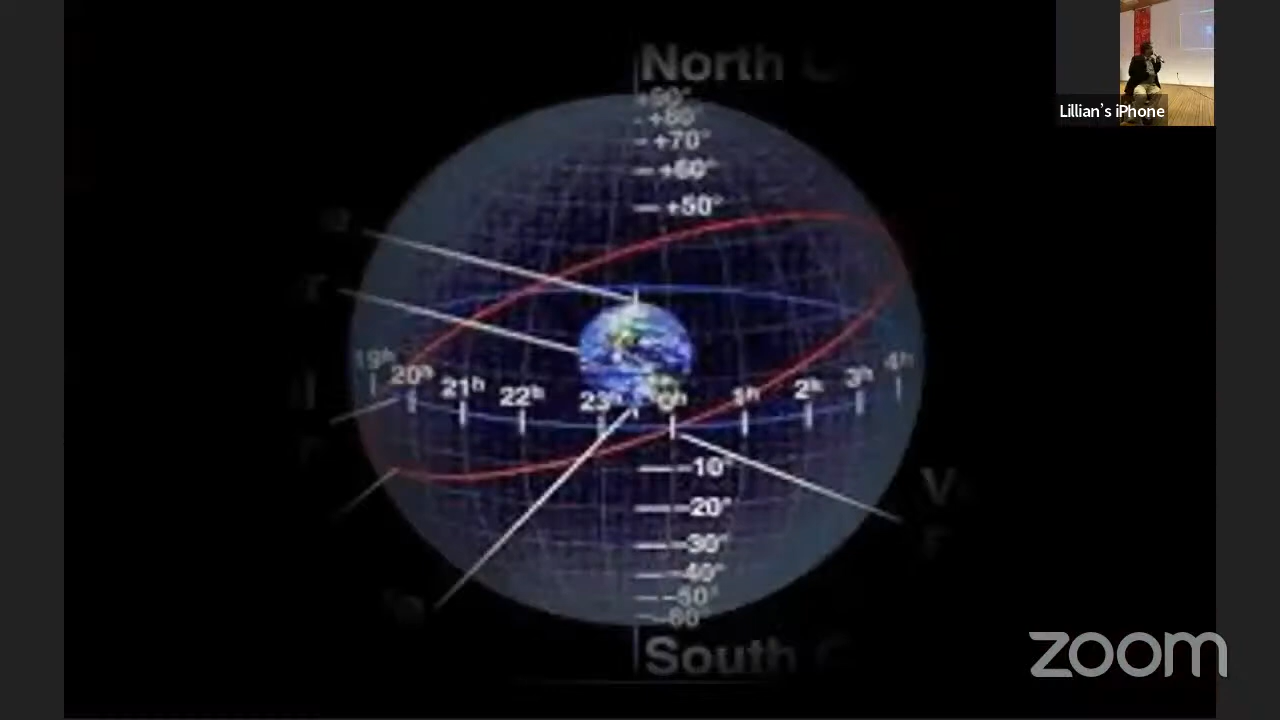 North
Lillian's iPhone
+90°
+80°
+70°
+60°
+50°
19h
20h
21h
22h
23h
0h
1h
2h
3h
4h
-10°
-20°
-30°
-40°
-50°
-60°
South
zoom